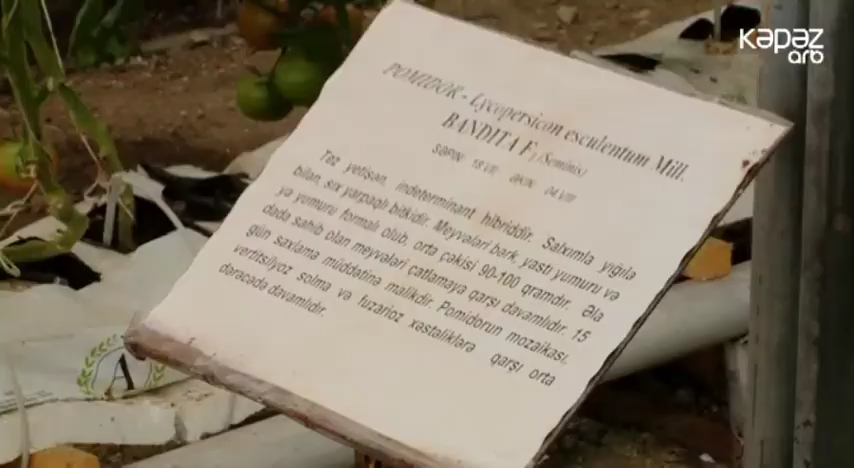 kəpəz
arb
POMIDOR - Lycopersicon esculentum Mill.
BANDITA F₁ (Seminis)
SƏPIN 18.VII ƏKIN 04.VIII
Tez yetişən, indeterminant hibriddir. Salxımla yığıla
bilən, sıx yarpaqlı bitkidir. Meyvələri bərk, yastı yumuru və
ya yumuru formalı olub, orta çəkisi 90-100 qramdır. Əla
dada sahib olan meyvələri çatlamaya qarşı davamlıdır. 15
gün saxlama müddətinə malikdir. Pomidorun mozaikası,
vertitsilyoz solma və fuzarioz xəstəliklərə qarşı orta
dərəcədə davamlıdır.
A